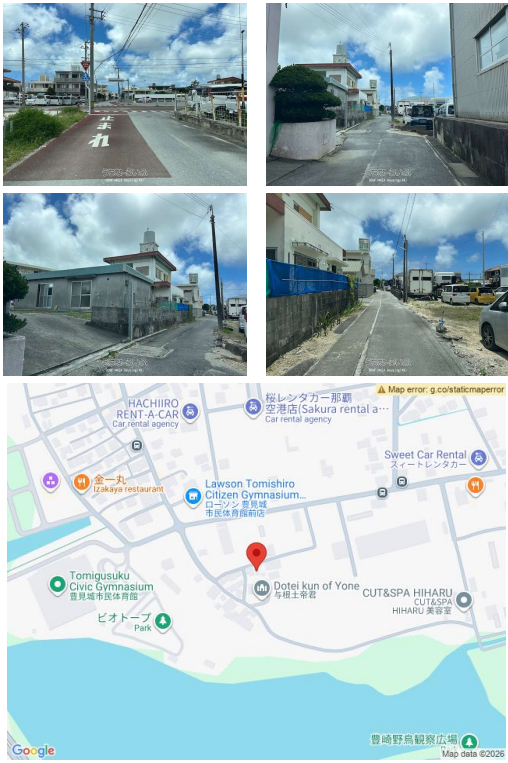 止まれ
⚠ Map error: g.co/staticmaperror
HACHIIRO
RENT-A-CAR
Car rental agency
桜レンタカー那覇
空港店(Sakura rental a…
Car rental agency
Sweet Car Rental
スィートレンタカー
金一丸
Izakaya restaurant
Lawson Tomishiro
Citizen Gymnasium...
ローソン 豊見城
市民体育館前店
Tomigusuku
Civic Gymnasium
豊見城市民体育館
Dotei kun of Yone
与根土帝君
CUT&SPA HIHARU
CUT&SPA
HIHARU 美容室
ビオトープ
Park
豊崎野鳥観察広場
Park
Google
Map data ©2026